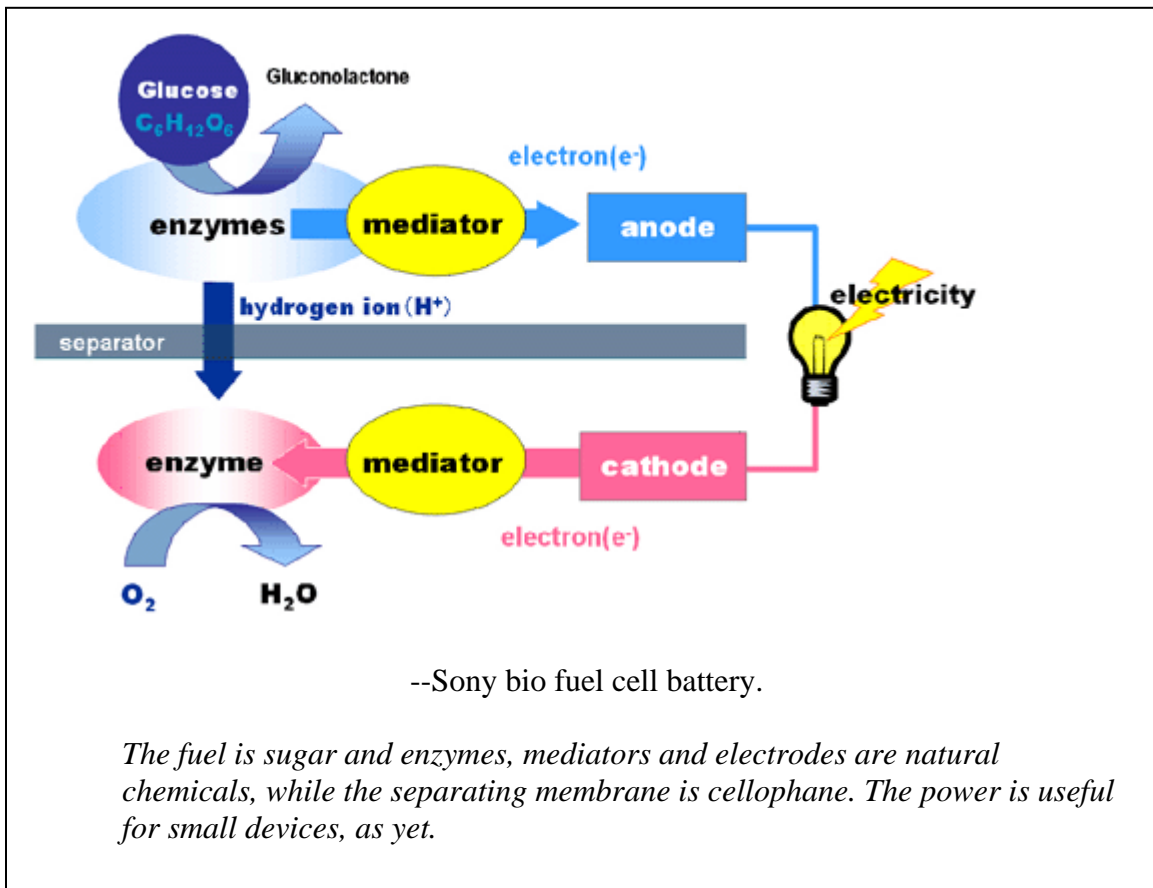 Glucose
C₆H₁₂O₆
Gluconolactone
electron(e⁻)
enzymes
mediator
anode
hydrogen ion (H⁺)
electricity
separator
enzyme
mediator
cathode
electron(e⁻)
O₂
H₂O
--Sony bio fuel cell battery.
The fuel is sugar and enzymes, mediators and electrodes are natural
chemicals, while the separating membrane is cellophane. The power is useful
for small devices, as yet.